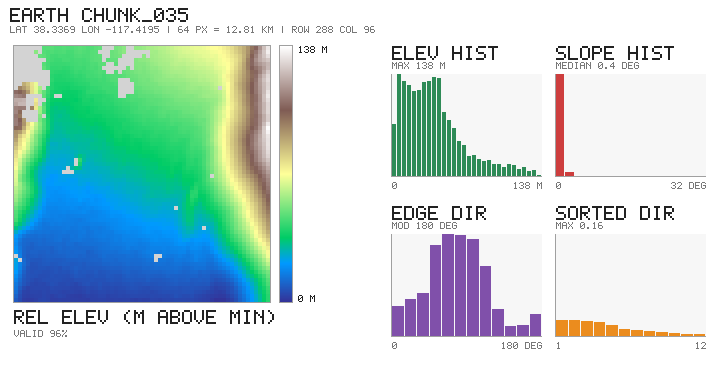 EARTH CHUNK_035
LAT 38.3369 LON -117.4195 | 64 PX = 12.81 KM | ROW 288 COL 96
138 M
0 M
REL ELEV (M ABOVE MIN)
VALID 96%
ELEV HIST
MAX 138 M
0 138 M
SLOPE HIST
MEDIAN 0.4 DEG
0 32 DEG
EDGE DIR
MOD 180 DEG
0 180 DEG
SORTED DIR
MAX 0.16
1 12